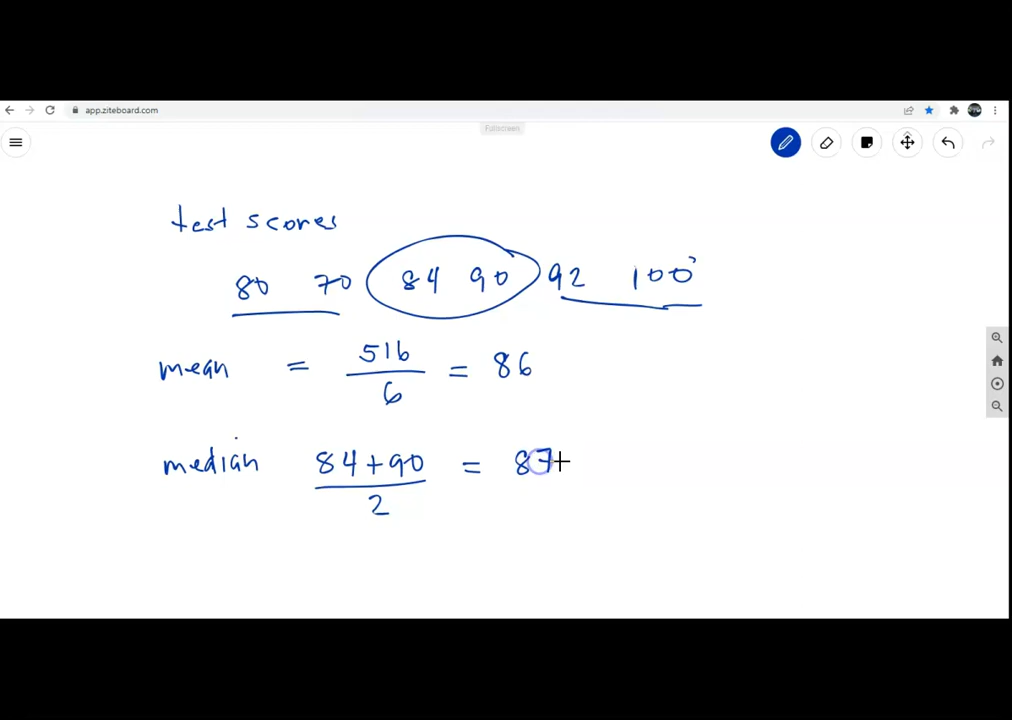 app.ziteboard.com
Fullscreen
test scores
80 70 84 90 92 100
mean = 516/6 = 86
median 84+90/2 = 87